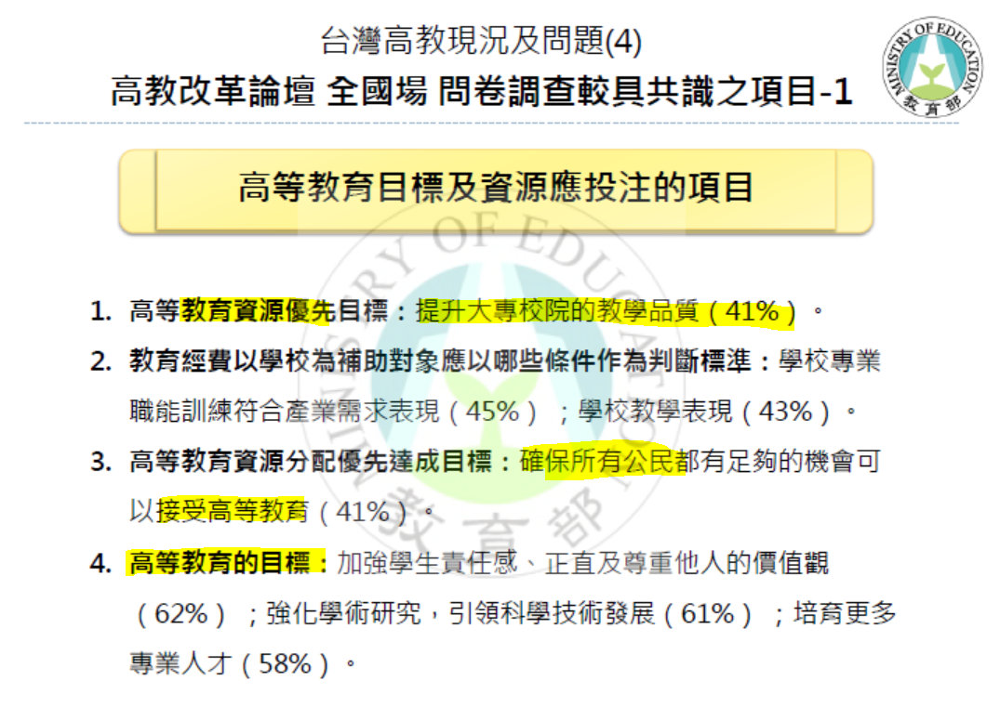 台灣高教現況及問題(4)
高教改革論壇 全國場 問卷調查較具共識之項目-1
MINISTRY OF EDUCATION
教育部
高等教育目標及資源應投注的項目
MINISTRY OF EDUCATION
教育部
1. 高等教育資源優先目標：提升大專校院的教學品質（41%）。
2. 教育經費以學校為補助對象應以哪些條件作為判斷標準：學校專業
職能訓練符合產業需求表現（45%）；學校教學表現（43%）。
3. 高等教育資源分配優先達成目標：確保所有公民都有足夠的機會可
以接受高等教育（41%）。
4. 高等教育的目標：加強學生責任感、正直及尊重他人的價值觀
（62%）；強化學術研究，引領科學技術發展（61%）；培育更多
專業人才（58%）。